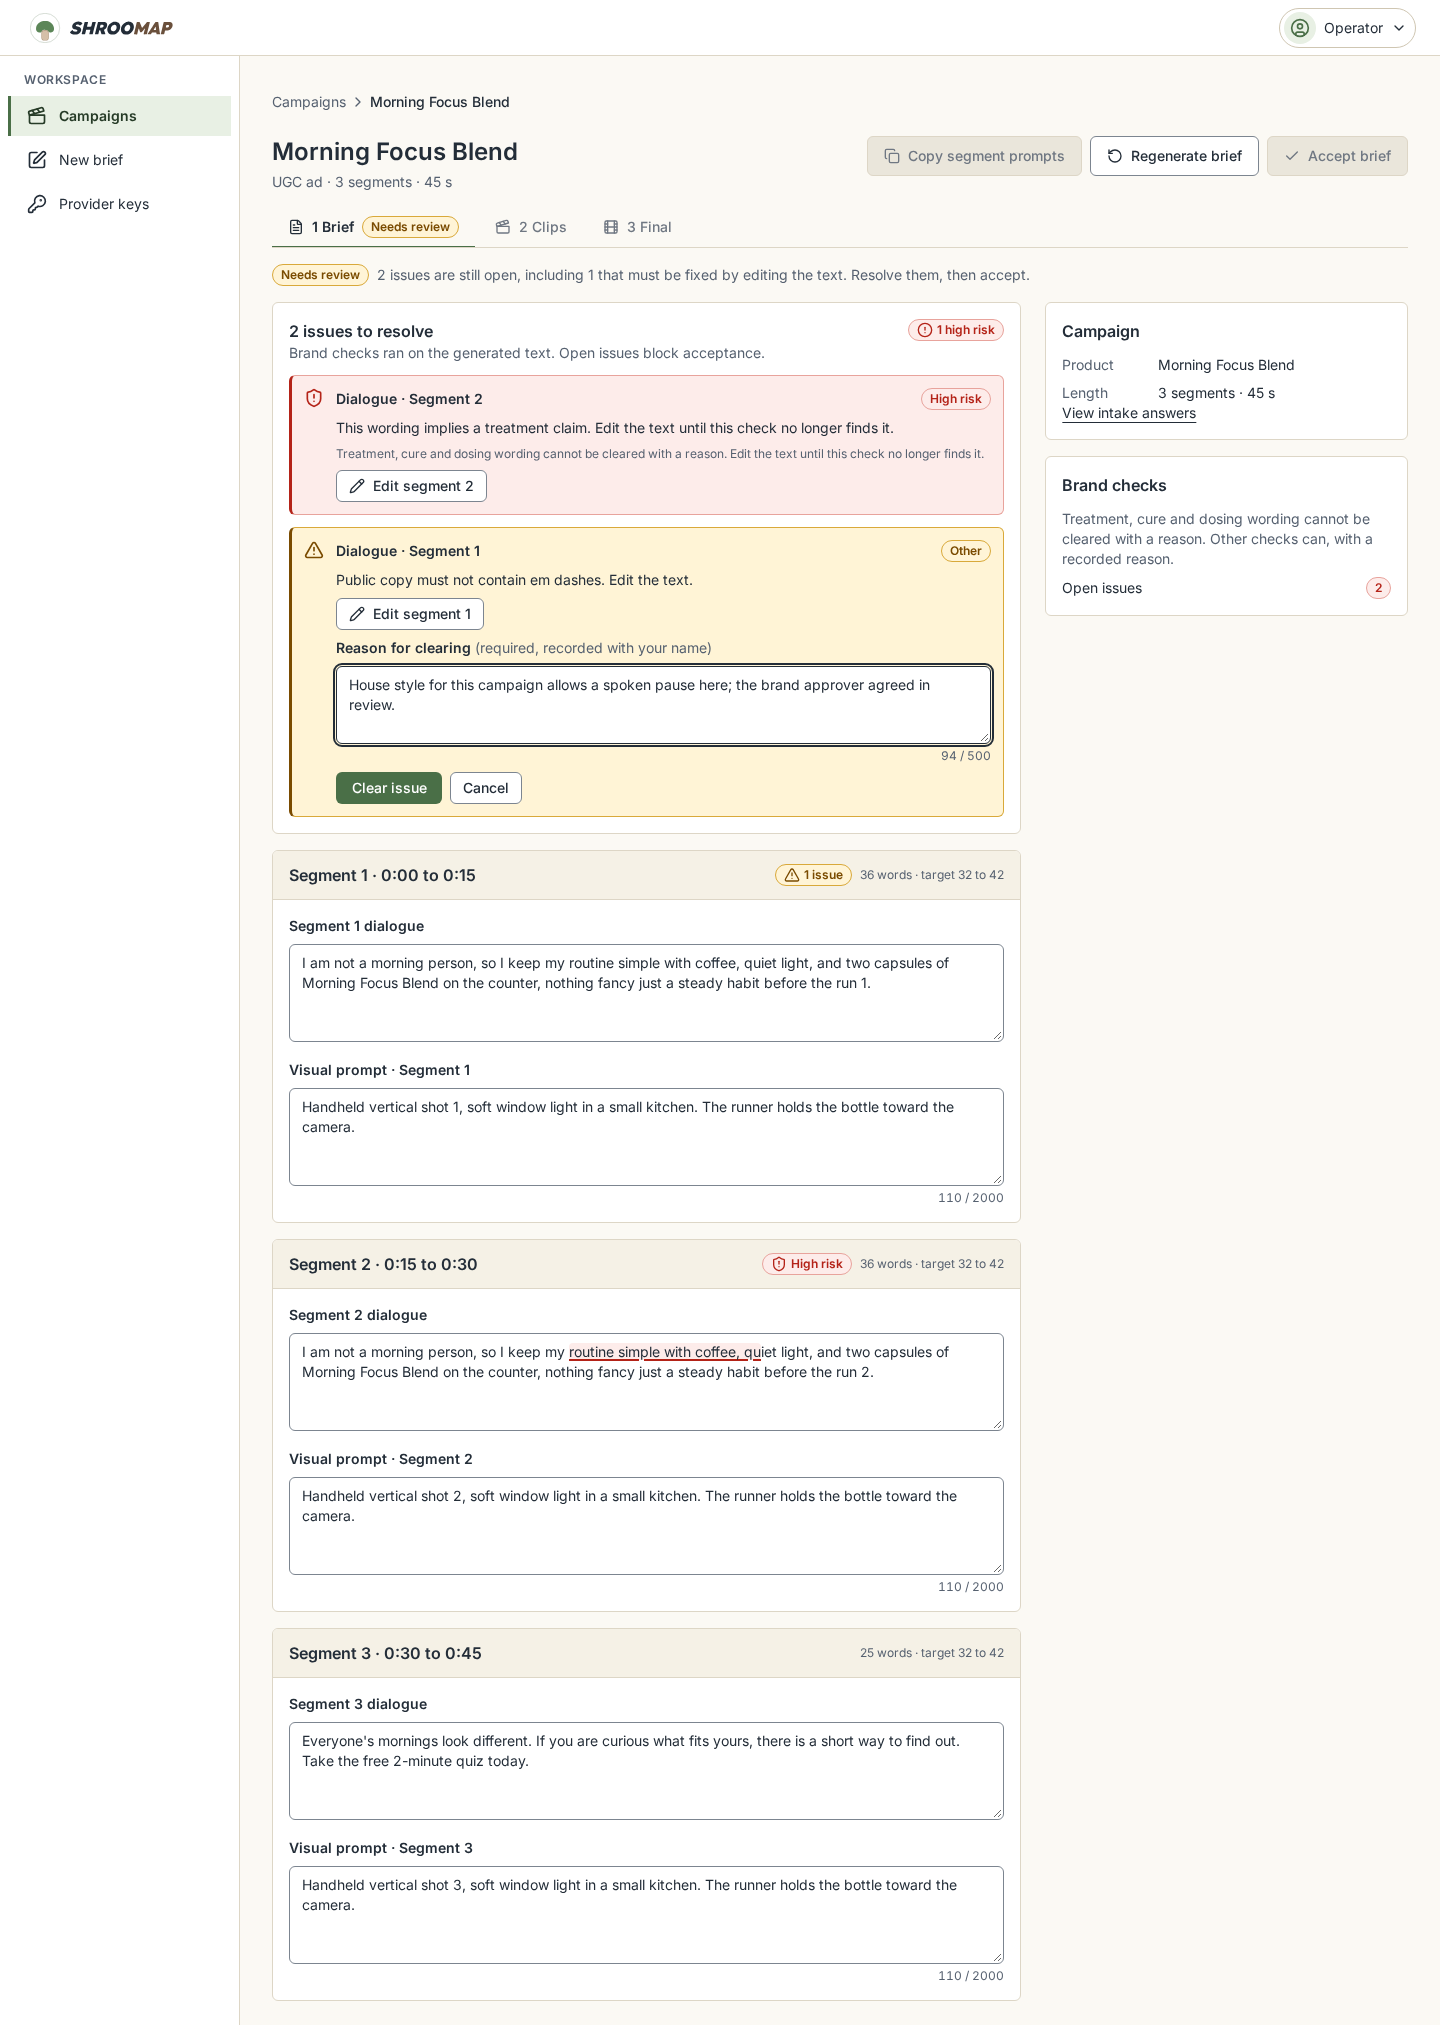 SHROOMAP
Operator
WORKSPACE
Campaigns
New brief
Provider keys
Campaigns > Morning Focus Blend
Morning Focus Blend
UGC ad · 3 segments · 45 s
Copy segment prompts
Regenerate brief
Accept brief
1 Brief Needs review
2 Clips
3 Final
Needs review 2 issues are still open, including 1 that must be fixed by editing the text. Resolve them, then accept.
2 issues to resolve
1 high risk
Brand checks ran on the generated text. Open issues block acceptance.
Dialogue · Segment 2
High risk
This wording implies a treatment claim. Edit the text until this check no longer finds it.
Treatment, cure and dosing wording cannot be cleared with a reason. Edit the text until this check no longer finds it.
Edit segment 2
Dialogue · Segment 1
Other
Public copy must not contain em dashes. Edit the text.
Edit segment 1
Reason for clearing (required, recorded with your name)
House style for this campaign allows a spoken pause here; the brand approver agreed in
review.
94 / 500
Clear issue
Cancel
Campaign
Product Morning Focus Blend
Length 3 segments · 45 s
View intake answers
Brand checks
Treatment, cure and dosing wording cannot be
cleared with a reason. Other checks can, with a
recorded reason.
Open issues 2
Segment 1 · 0:00 to 0:15
1 issue
36 words · target 32 to 42
Segment 1 dialogue
I am not a morning person, so I keep my routine simple with coffee, quiet light, and two capsules of
Morning Focus Blend on the counter, nothing fancy just a steady habit before the run 1.
Visual prompt · Segment 1
Handheld vertical shot 1, soft window light in a small kitchen. The runner holds the bottle toward the
camera.
110 / 2000
Segment 2 · 0:15 to 0:30
High risk
36 words · target 32 to 42
Segment 2 dialogue
I am not a morning person, so I keep my routine simple with coffee, quiet light, and two capsules of
Morning Focus Blend on the counter, nothing fancy just a steady habit before the run 2.
Visual prompt · Segment 2
Handheld vertical shot 2, soft window light in a small kitchen. The runner holds the bottle toward the
camera.
110 / 2000
Segment 3 · 0:30 to 0:45
25 words · target 32 to 42
Segment 3 dialogue
Everyone's mornings look different. If you are curious what fits yours, there is a short way to find out.
Take the free 2-minute quiz today.
Visual prompt · Segment 3
Handheld vertical shot 3, soft window light in a small kitchen. The runner holds the bottle toward the
camera.
110 / 2000